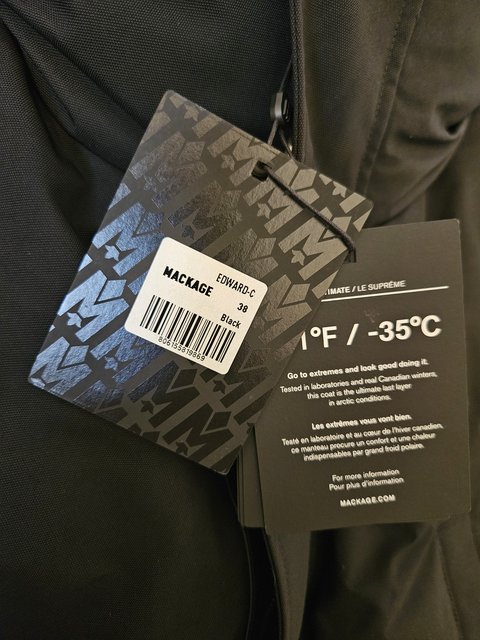 MACKAGE
EDWARD-C
38
Black
806155819869
TIMATE / LE SUPRÊME
1°F / -35°C
Go to extremes and look good doing it.
Tested in laboratories and real Canadian winters,
this coat is the ultimate last layer
in arctic conditions.
Les extrêmes vous vont bien.
Testé en laboratoire et au cœur de l'hiver canadien,
ce manteau procure un confort et une chaleur
indispensables par grand froid polaire.
For more information
Pour plus d'information
MACKAGE.COM